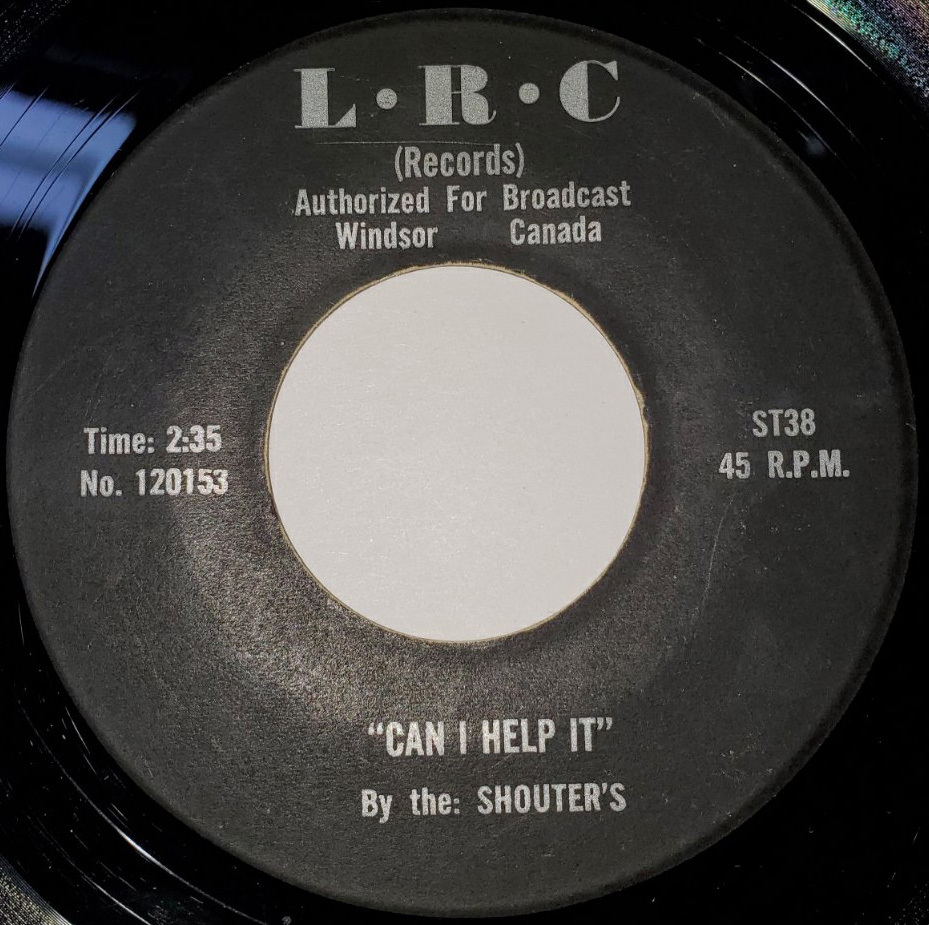 L·R·C
(Records)
Authorized For Broadcast
Windsor Canada
Time: 2:35
No. 120153
ST38
45 R.P.M.
“CAN I HELP IT”
By the: SHOUTER'S